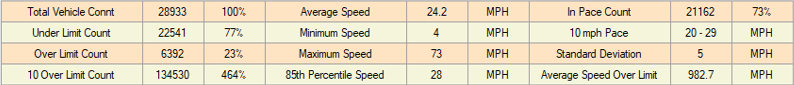 Total Vehicle Connt 28933 100% Average Speed 24.2 MPH In Pace Count 21162 73%
Under Limit Count 22541 77% Minimum Speed 4 MPH 10 mph Pace 20 - 29 MPH
Over Limit Count 6392 23% Maximum Speed 73 MPH Standard Deviation 5 MPH
10 Over Limit Count 134530 464% 85th Percentile Speed 28 MPH Average Speed Over Limit 982.7 MPH